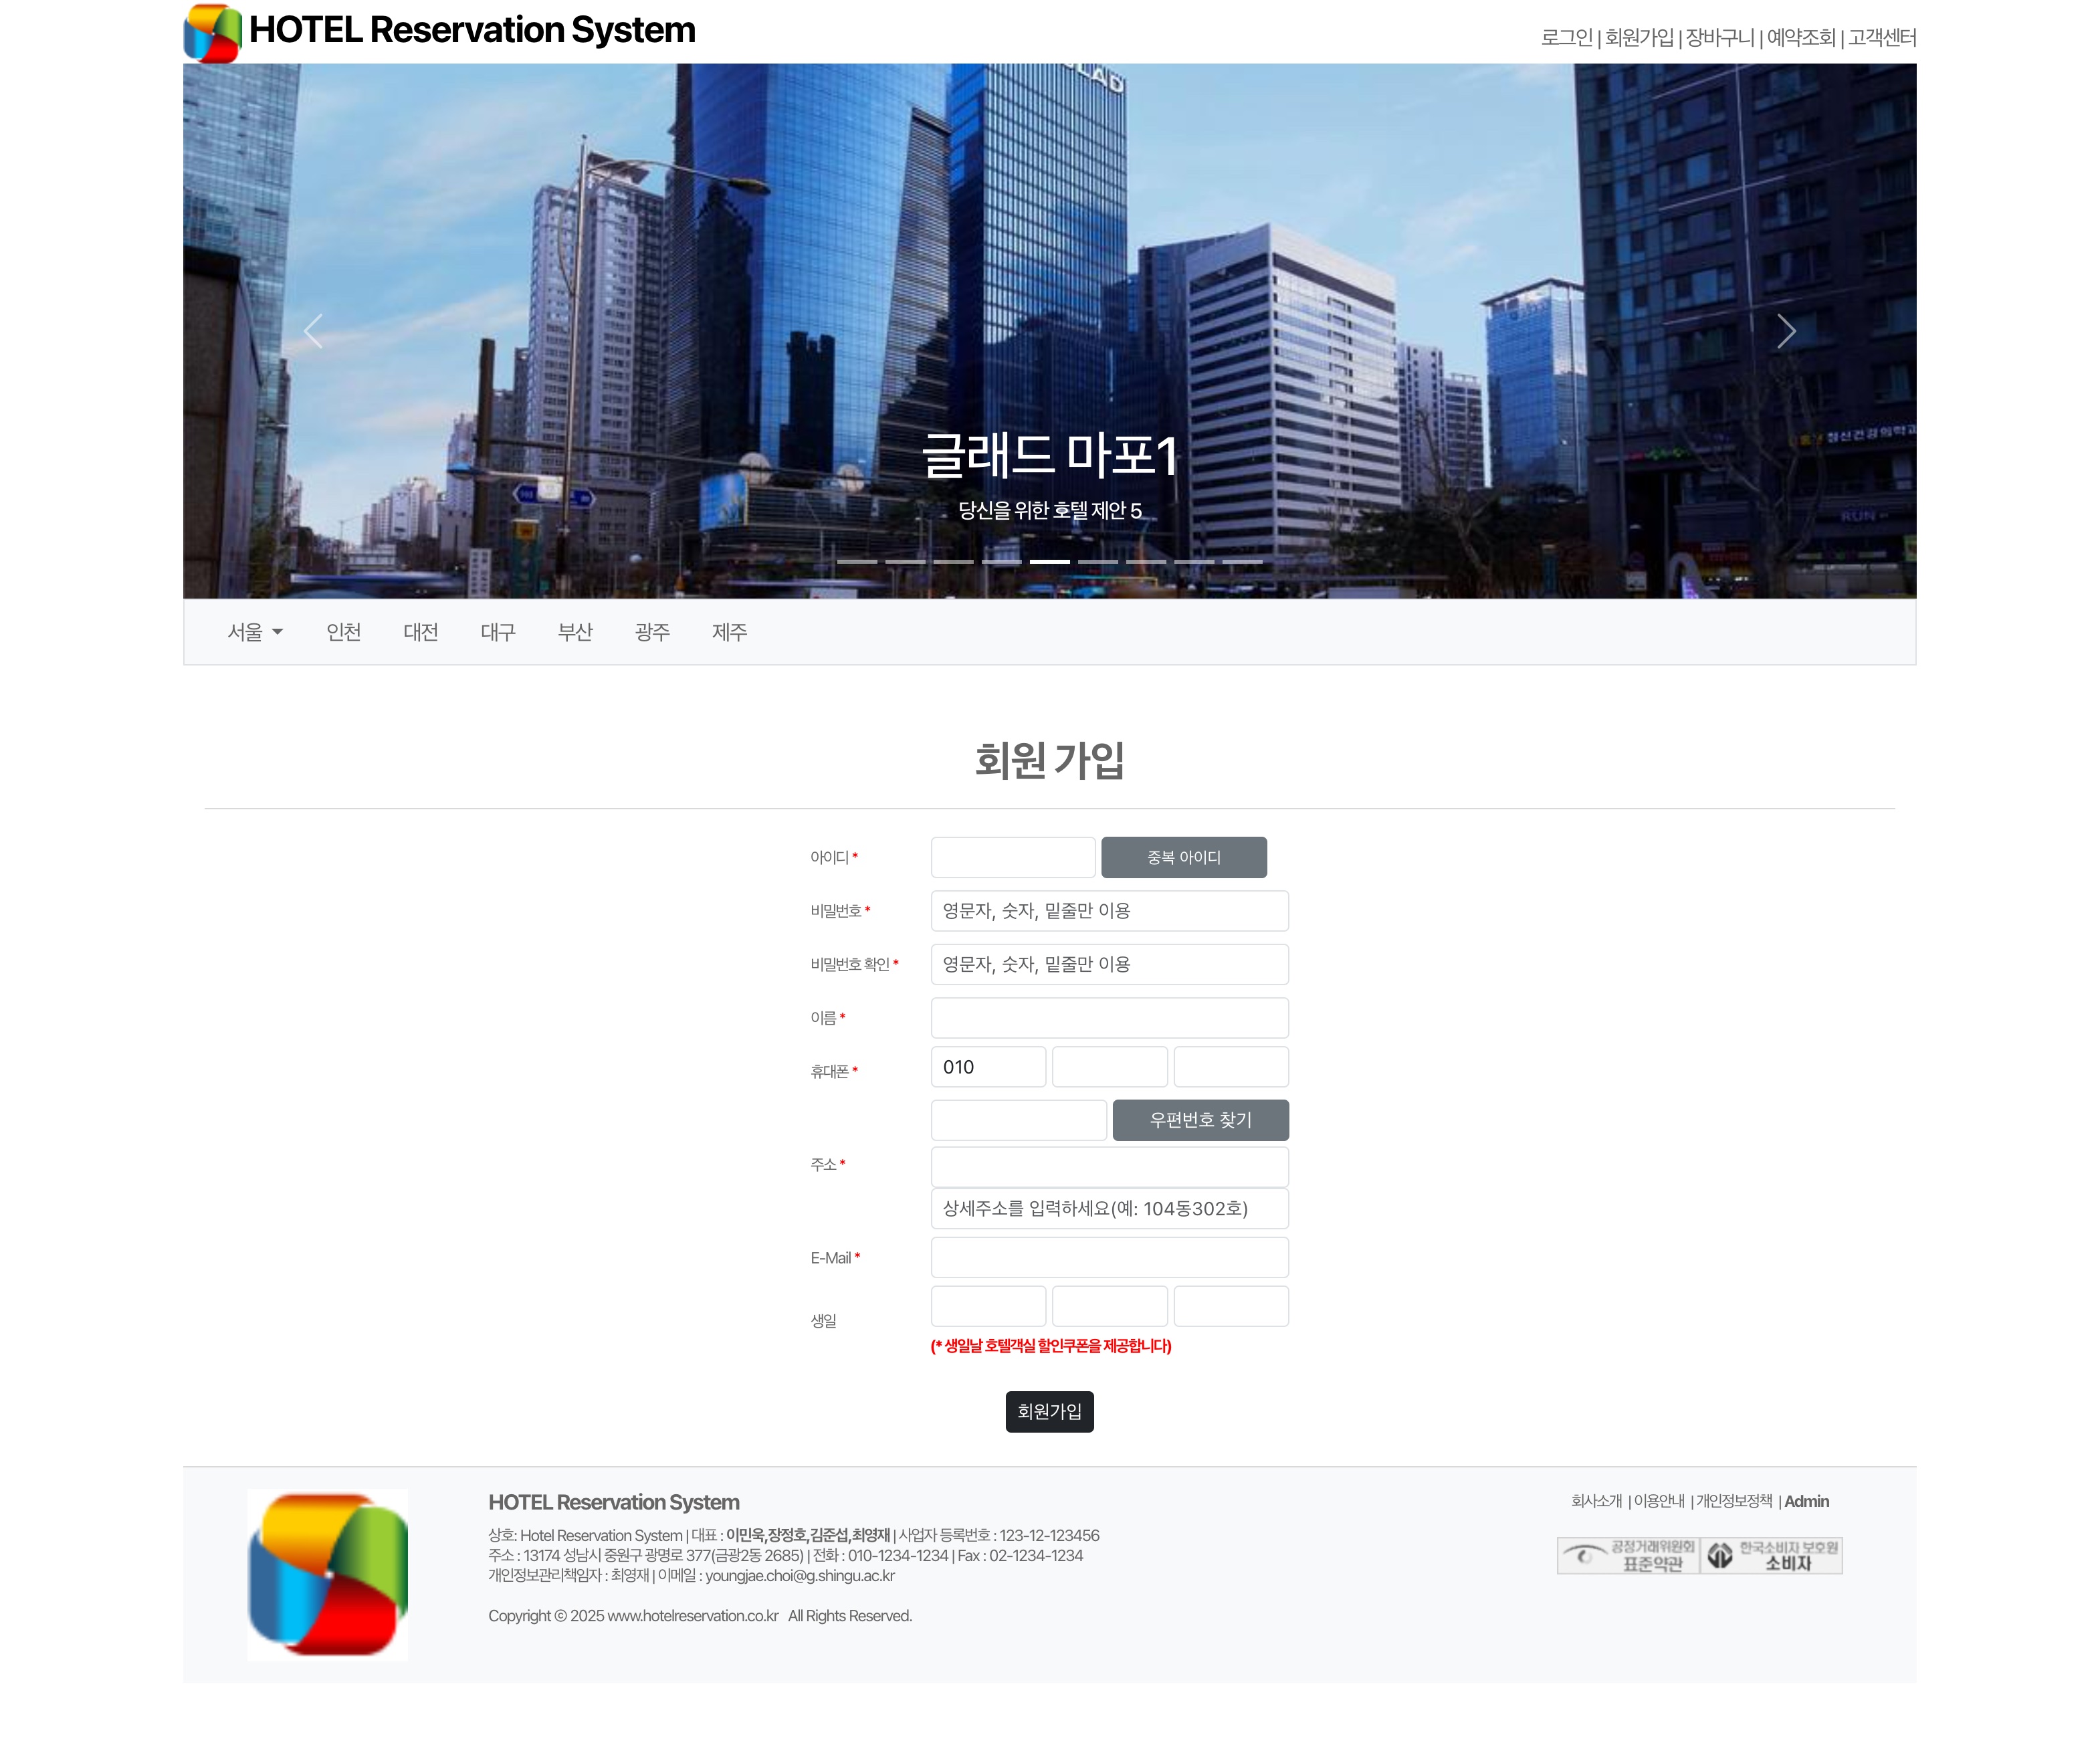 HOTEL Reservation System
로그인 | 회원가입 | 장바구니 | 예약조회 | 고객센터
GLAD
정신건강의학과
RUN
글래드 마포1
당신을 위한 호텔 제안 5
서울 인천 대전 대구 부산 광주 제주
회원 가입
아이디 * 중복 아이디
비밀번호 * 영문자, 숫자, 밑줄만 이용
비밀번호 확인 * 영문자, 숫자, 밑줄만 이용
이름 *
휴대폰 * 010
우편번호 찾기
주소 *
상세주소를 입력하세요(예: 104동302호)
E-Mail *
생일
(* 생일날 호텔객실 할인쿠폰을 제공합니다)
회원가입
HOTEL Reservation System
상호: Hotel Reservation System | 대표 : 이민욱,장정호,김준섭,최영재 | 사업자 등록번호 : 123-12-123456
주소 : 13174 성남시 중원구 광명로 377(금광2동 2685) | 전화 : 010-1234-1234 | Fax : 02-1234-1234
개인정보관리책임자 : 최영재 | 이메일 : youngjae.choi@g.shingu.ac.kr
Copyright © 2025 www.hotelreservation.co.kr All Rights Reserved.
회사소개 | 이용안내 | 개인정보정책 | Admin
공정거래위원회 표준약관
한국소비자 보호원 소비자